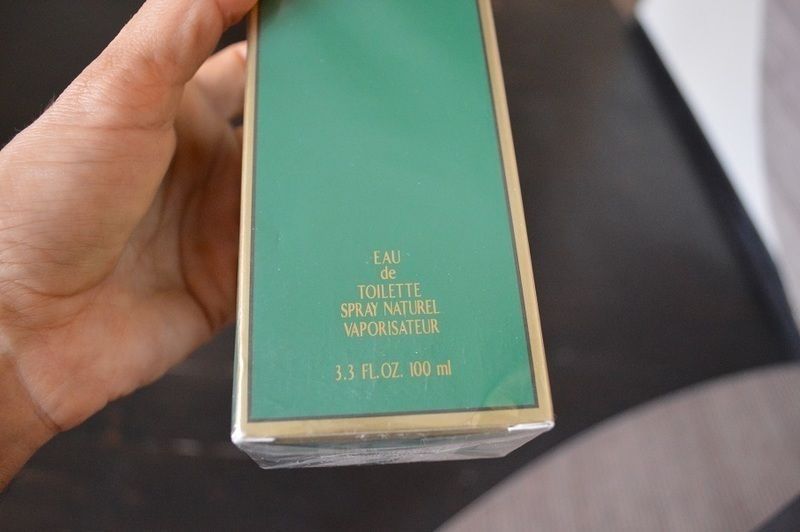 EAU
de
TOILETTE
SPRAY NATUREL
VAPORISATEUR
3.3 FL.OZ. 100 ml